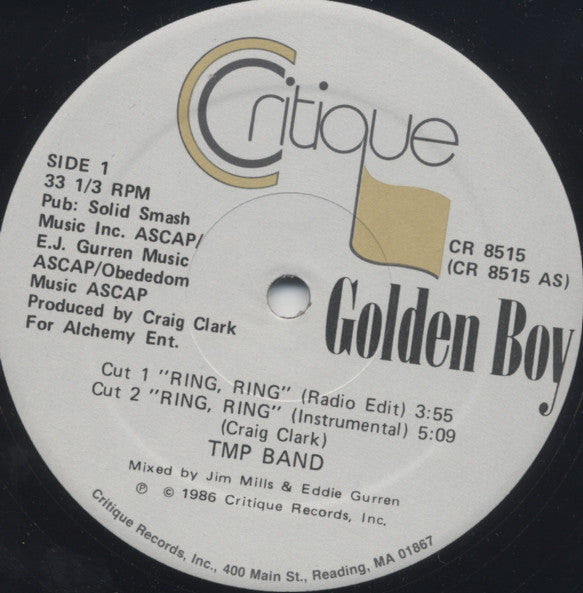 Critique
SIDE 1
33 1/3 RPM
Pub: Solid Smash
Music Inc. ASCAP/
E.J. Gurren Music
ASCAP/Obededom
Music ASCAP
Produced by Craig Clark
For Alchemy Ent.
CR 8515
(CR 8515 AS)
Golden Boy
Cut 1 "RING, RING" (Radio Edit) 3:55
Cut 2 "RING, RING" (Instrumental) 5:09
(Craig Clark)
TMP BAND
Mixed by Jim Mills & Eddie Gurren
℗ © 1986 Critique Records, Inc.
Critique Records, Inc., 400 Main St., Reading, MA 01867